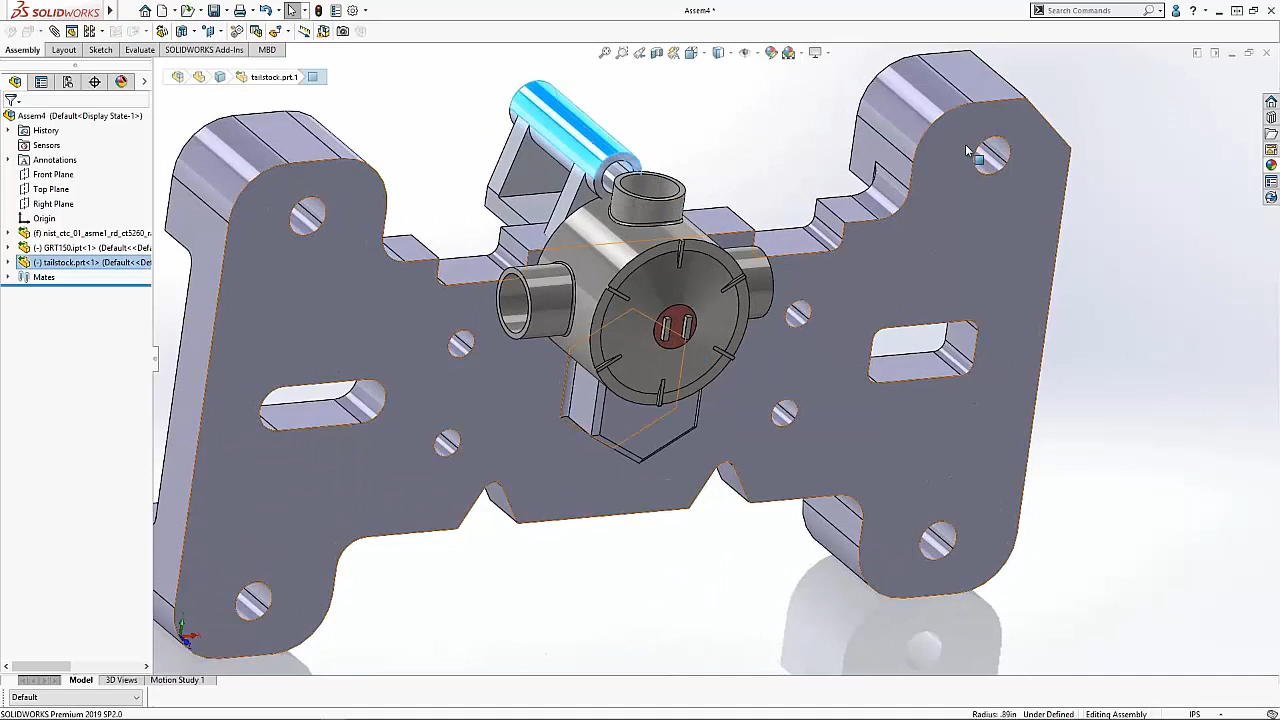 SOLIDWORKS
Assem4 *
Search Commands
Assembly
Layout
Sketch
Evaluate
SOLIDWORKS Add-Ins
MBD
tailstock.prt.1
Assem4 (Default<Display State-1>)
History
Sensors
Annotations
Front Plane
Top Plane
Right Plane
Origin
(f) nist_ctc_01_asme1_rd_ct5260_r
(-) GRT150.ipt<1> (Default<<Defa
(-) tailstock.prt<1> (Default<<Def
Mates
Model
3D Views
Motion Study 1
Default
SOLIDWORKS Premium 2019 SP2.0
Radius: .89in
Under Defined
Editing Assembly
IPS